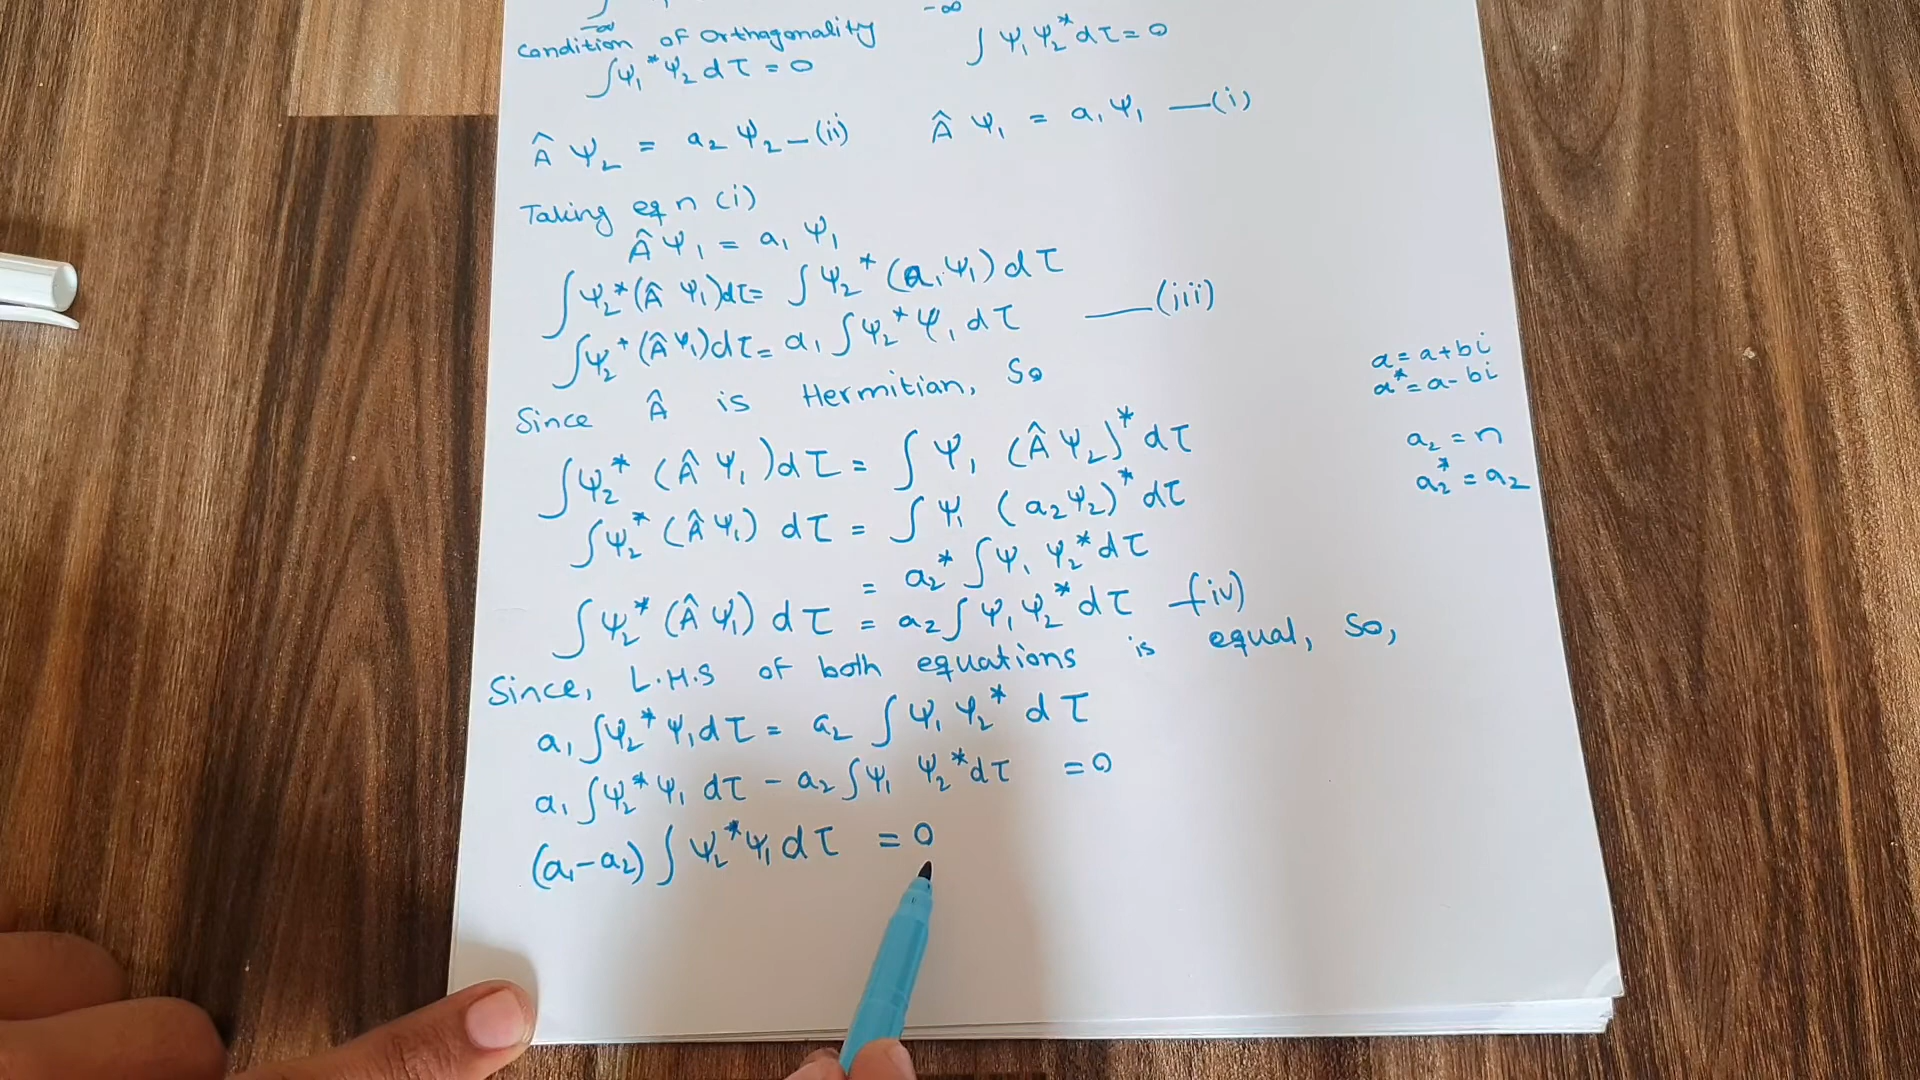 -∞ -∞
Condition of Orthagonality ∫ Ψ₁ Ψ₂* dτ = 0
∫Ψ₁* Ψ₂ dτ = 0
Â Ψ₂ = a₂ Ψ₂ — (ii) Â Ψ₁ = a₁ Ψ₁ — (i)
Taking eqn (i)
Â Ψ₁ = a₁ Ψ₁
∫ Ψ₂* (Â Ψ₁) dτ = ∫ Ψ₂* (a₁ Ψ₁) dτ
∫ Ψ₂* (Â Ψ₁) dτ = a₁ ∫ Ψ₂* Ψ₁ dτ — (iii)
Since Â is Hermitian, So
∫ Ψ₂* (Â Ψ₁) dτ = ∫ Ψ₁ (Â Ψ₂)* dτ
∫ Ψ₂* (Â Ψ₁) dτ = ∫ Ψ₁ (a₂ Ψ₂)* dτ
= a₂* ∫ Ψ₁ Ψ₂* dτ
∫ Ψ₂* (Â Ψ₁) dτ = a₂ ∫ Ψ₁ Ψ₂* dτ — (iv)
Since, L.H.S of both equations is equal, So,
a₁ ∫ Ψ₂* Ψ₁ dτ = a₂ ∫ Ψ₁ Ψ₂* dτ
a₁ ∫ Ψ₂* Ψ₁ dτ - a₂ ∫ Ψ₁ Ψ₂* dτ = 0
(a₁ - a₂) ∫ Ψ₂* Ψ₁ dτ = 0
a = a + bi
a* = a - bi
a₂ = n
a₂* = a₂